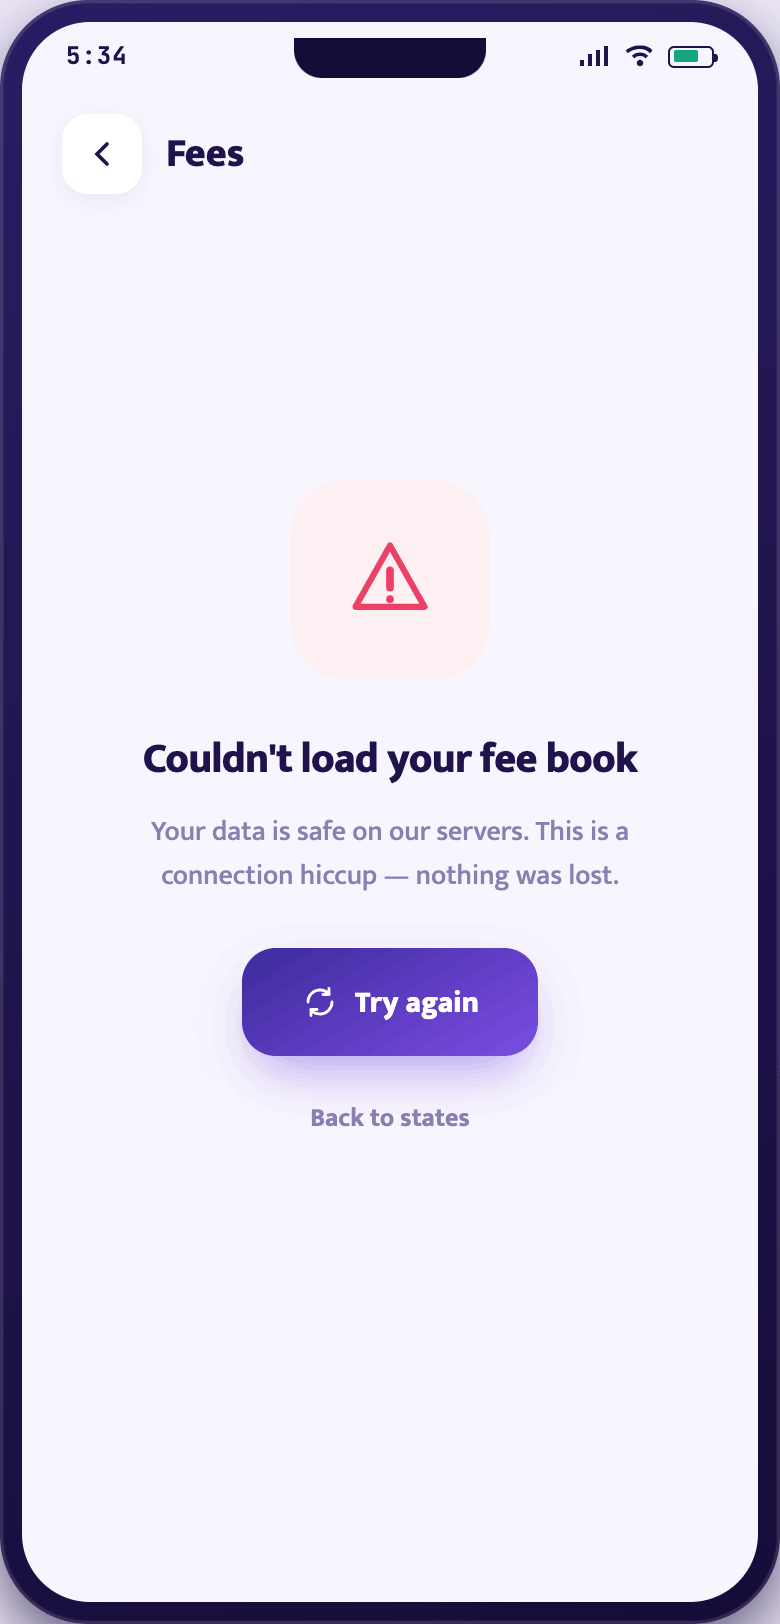 5:34
Fees
Couldn't load your fee book
Your data is safe on our servers. This is a
connection hiccup — nothing was lost.
Try again
Back to states